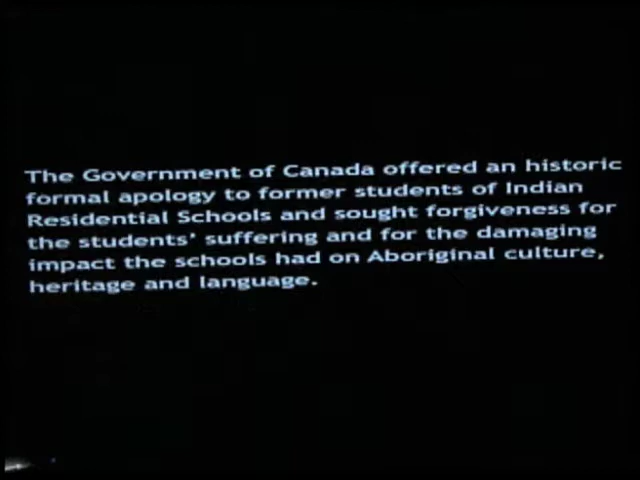 The Government of Canada offered an historic
formal apology to former students of Indian
Residential Schools and sought forgiveness for
the students' suffering and for the damaging
impact the schools had on Aboriginal culture,
heritage and language.